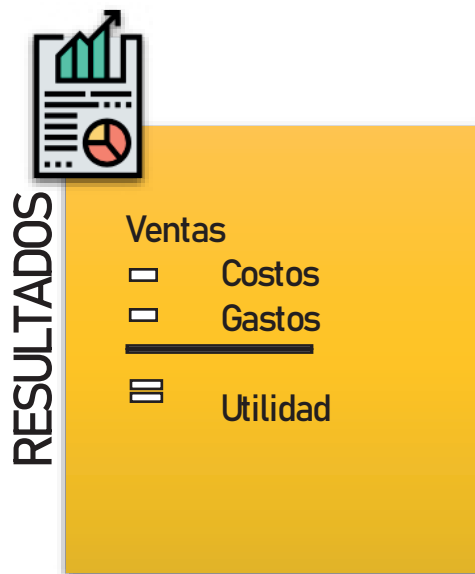 RESULTADOS
Ventas
- Costos
- Gastos
= Utilidad